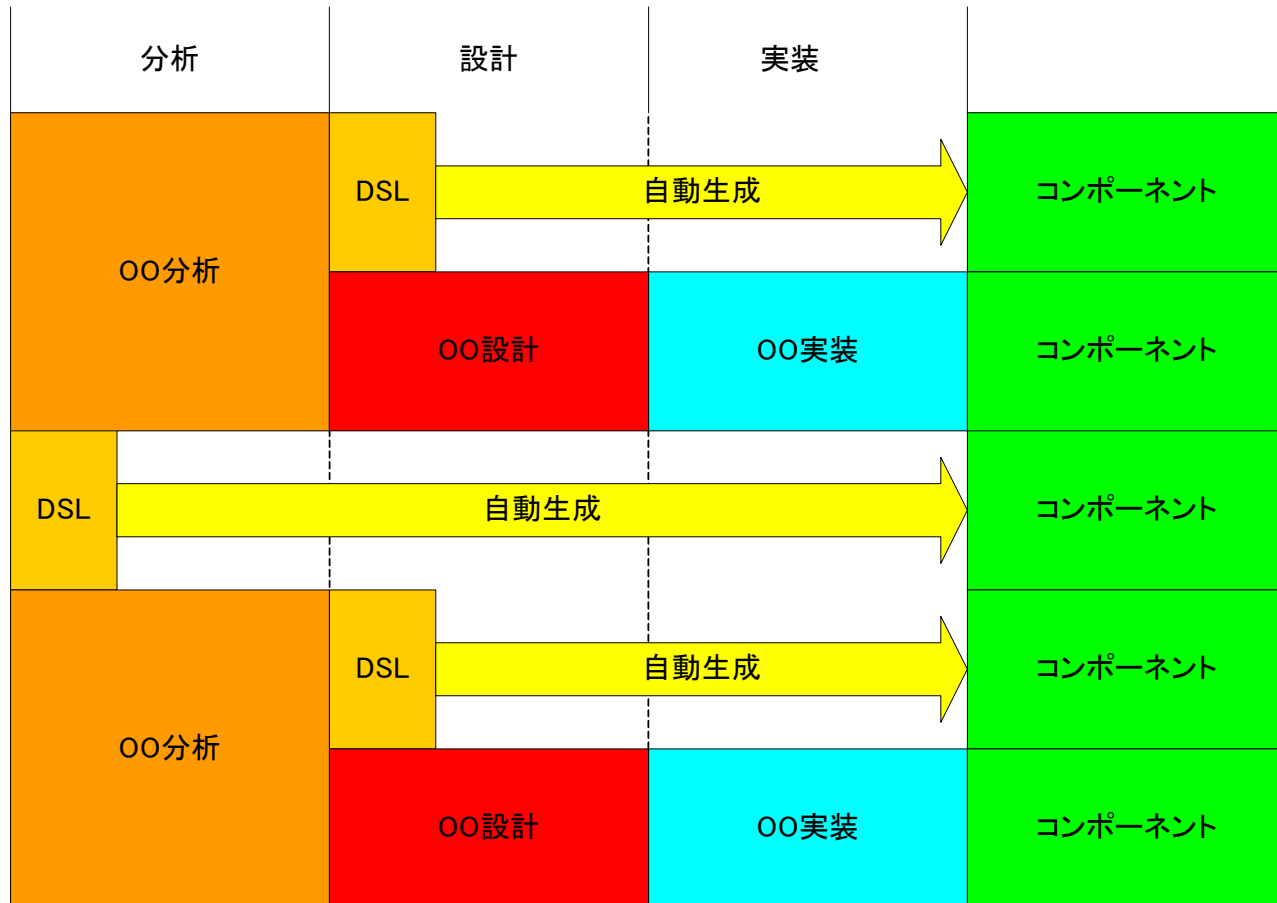 分析 設計 実装
DSL 自動生成 コンポーネント
OO分析
OO設計 OO実装 コンポーネント
DSL 自動生成 コンポーネント
DSL 自動生成 コンポーネント
OO分析
OO設計 OO実装 コンポーネント